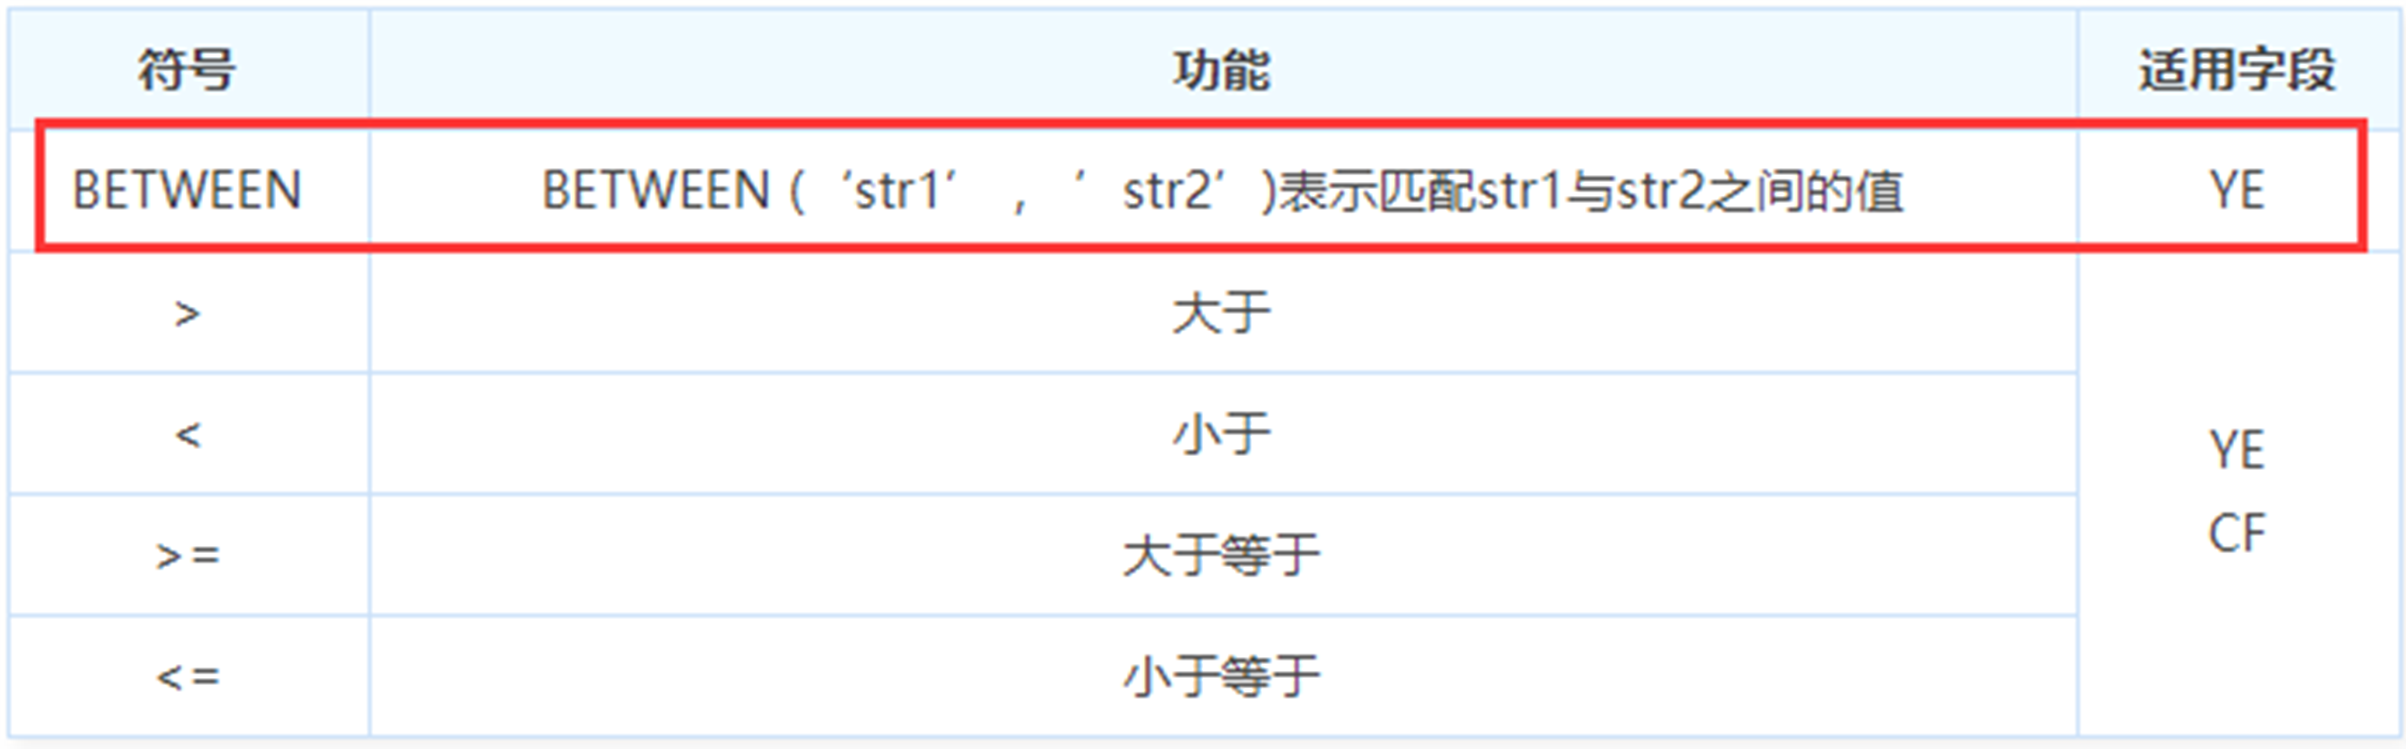 符号 功能 适用字段
BETWEEN BETWEEN (‘str1’ , ’str2’)表示匹配str1与str2之间的值 YE
> 大于
< 小于
YE
CF
>= 大于等于
<= 小于等于